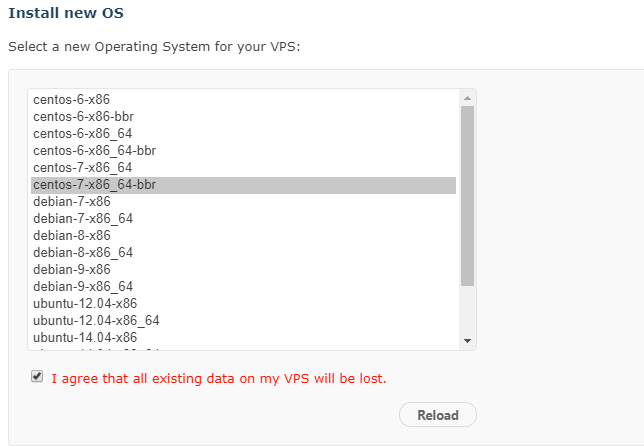 Install new OS
Select a new Operating System for your VPS:
centos-6-x86
centos-6-x86-bbr
centos-6-x86_64
centos-6-x86_64-bbr
centos-7-x86_64
centos-7-x86_64-bbr
debian-7-x86
debian-7-x86_64
debian-8-x86
debian-8-x86_64
debian-9-x86
debian-9-x86_64
ubuntu-12.04-x86
ubuntu-12.04-x86_64
ubuntu-14.04-x86
I agree that all existing data on my VPS will be lost.
Reload